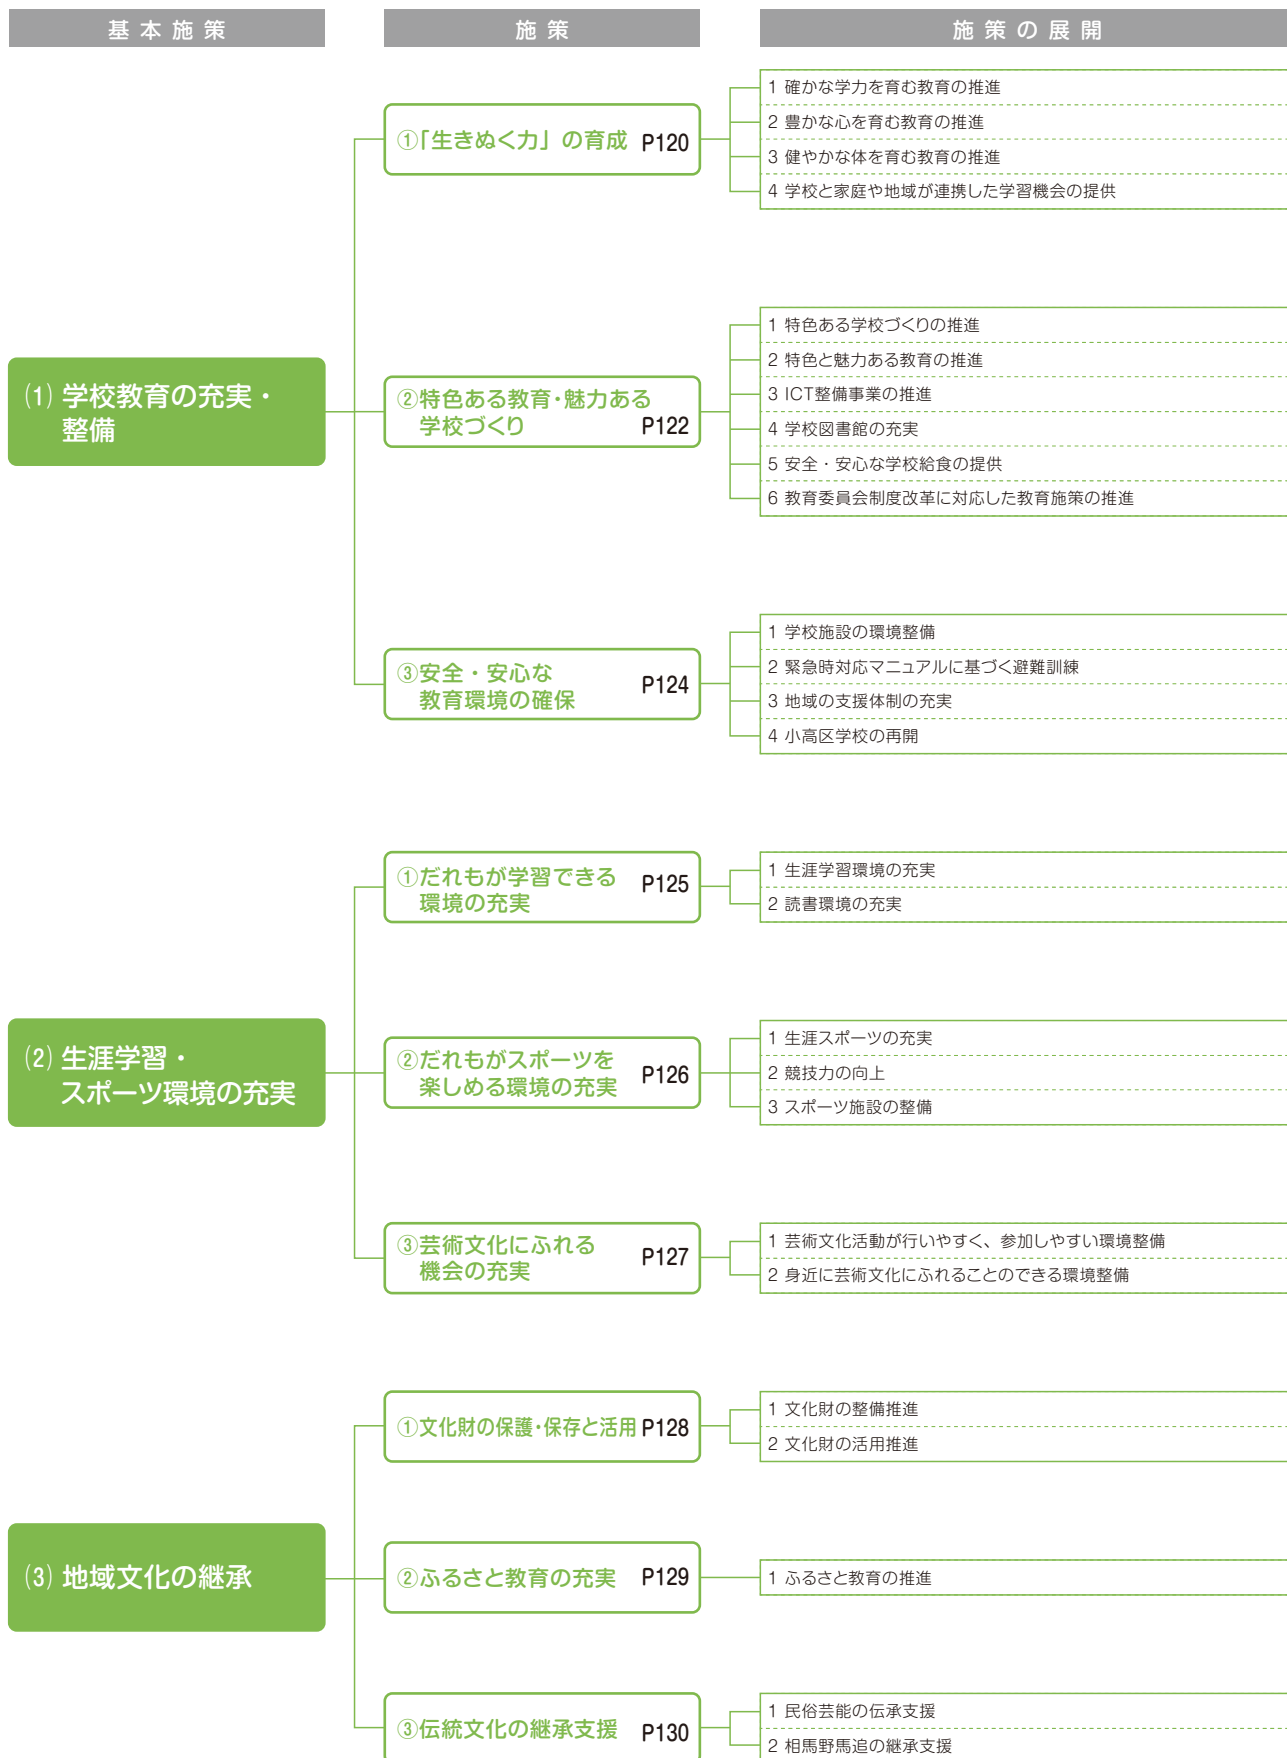 基本施策
施策
施策の展開
⑴ 学校教育の充実・
整備
①「生きぬく力」の育成 P120
1 確かな学力を育む教育の推進
2 豊かな心を育む教育の推進
3 健やかな体を育む教育の推進
4 学校と家庭や地域が連携した学習機会の提供
②特色ある教育・魅力ある
学校づくり P122
1 特色ある学校づくりの推進
2 特色と魅力ある教育の推進
3 ICT整備事業の推進
4 学校図書館の充実
5 安全・安心な学校給食の提供
6 教育委員会制度改革に対応した教育施策の推進
③安全・安心な
教育環境の確保 P124
1 学校施設の環境整備
2 緊急時対応マニュアルに基づく避難訓練
3 地域の支援体制の充実
4 小高区学校の再開
⑵ 生涯学習・
スポーツ環境の充実
①だれもが学習できる
環境の充実 P125
1 生涯学習環境の充実
2 読書環境の充実
②だれもがスポーツを
楽しめる環境の充実 P126
1 生涯スポーツの充実
2 競技力の向上
3 スポーツ施設の整備
③芸術文化にふれる
機会の充実 P127
1 芸術文化活動が行いやすく、参加しやすい環境整備
2 身近に芸術文化にふれることのできる環境整備
⑶ 地域文化の継承
①文化財の保護・保存と活用 P128
1 文化財の整備推進
2 文化財の活用推進
②ふるさと教育の充実 P129
1 ふるさと教育の推進
③伝統文化の継承支援 P130
1 民俗芸能の伝承支援
2 相馬野馬追の継承支援